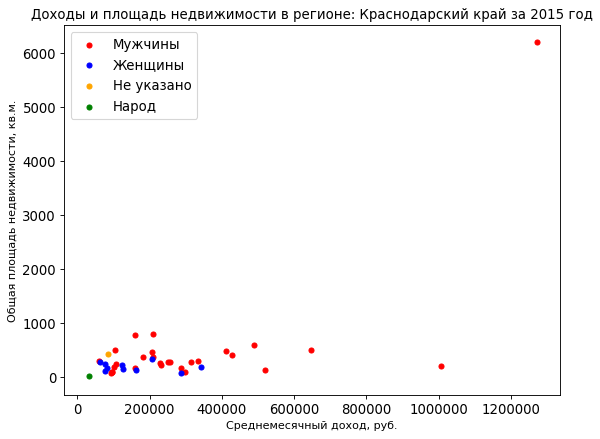 Доходы и площадь недвижимости в регионе: Краснодарский край за 2015 год
Мужчины
Женщины
Не указано
Народ
Общая площадь недвижимости, кв.м.
6000
5000
4000
3000
2000
1000
0
0 200000 400000 600000 800000 1000000 1200000
Среднемесячный доход, руб.